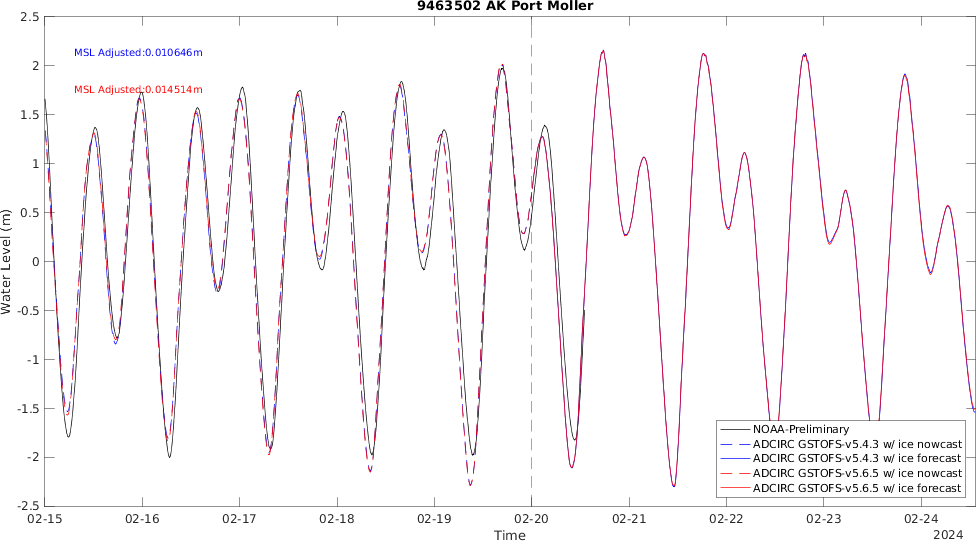 9463502 AK Port Moller
MSL Adjusted:0.010646m
MSL Adjusted:0.014514m
Water Level (m)
2.5
2
1.5
1
0.5
0
-0.5
-1
-1.5
-2
-2.5
NOAA-Preliminary
ADCIRC GSTOFS-v5.4.3 w/ ice nowcast
ADCIRC GSTOFS-v5.4.3 w/ ice forecast
ADCIRC GSTOFS-v5.6.5 w/ ice nowcast
ADCIRC GSTOFS-v5.6.5 w/ ice forecast
02-15 02-16 02-17 02-18 02-19 02-20 02-21 02-22 02-23 02-24
Time
2024